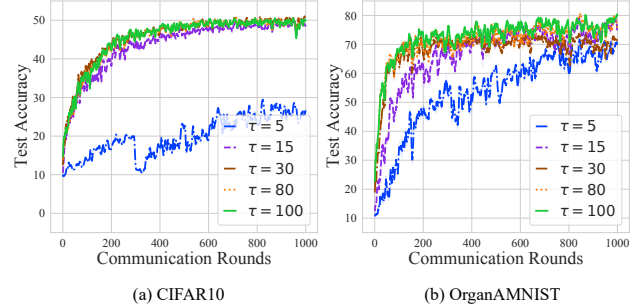 Test Accuracy
50
40
30
20
10
0
τ = 5
τ = 15
τ = 30
τ = 80
τ = 100
0 200 400 600 800 1000
Communication Rounds
(a) CIFAR10
Test Accuracy
80
70
60
50
40
30
20
10
τ = 5
τ = 15
τ = 30
τ = 80
τ = 100
0 200 400 600 800 1000
Communication Rounds
(b) OrganAMNIST